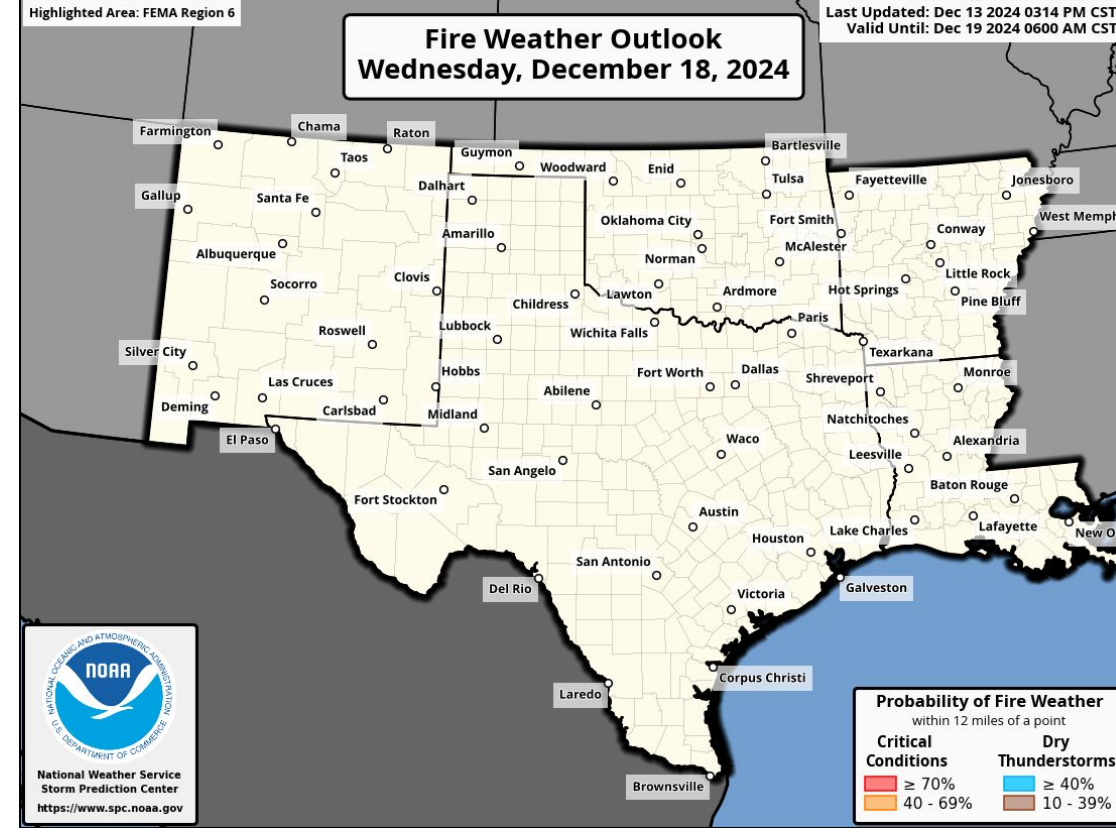 Highlighted Area: FEMA Region 6
Fire Weather Outlook
Wednesday, December 18, 2024
Last Updated: Dec 13 2024 0314 PM CST
Valid Until: Dec 19 2024 0600 AM CST
Farmington
Chama
Raton
Taos
Guymon
Woodward
Enid
Bartlesville
Tulsa
Fayetteville
Jonesboro
Gallup
Santa Fe
Dalhart
Oklahoma City
Fort Smith
West Memph
Albuquerque
Amarillo
Norman
McAlester
Conway
Socorro
Clovis
Childress
Lawton
Ardmore
Hot Springs
Little Rock
Pine Bluff
Roswell
Lubbock
Wichita Falls
Paris
Texarkana
Silver City
Hobbs
Fort Worth
Dallas
Shreveport
Monroe
Deming
Las Cruces
Carlsbad
Midland
Abilene
Natchitoches
El Paso
San Angelo
Waco
Leesville
Alexandria
Fort Stockton
Austin
Baton Rouge
Houston
Lake Charles
Lafayette
New O
San Antonio
Del Rio
Victoria
Galveston
Laredo
Corpus Christi
Brownsville
NATIONAL OCEANIC AND ATMOSPHERIC ADMINISTRATION
NOAA
U.S. DEPARTMENT OF COMMERCE
National Weather Service
Storm Prediction Center
https://www.spc.noaa.gov
Probability of Fire Weather
within 12 miles of a point
Critical
Conditions
≥ 70%
40 - 69%
Dry
Thunderstorms
≥ 40%
10 - 39%